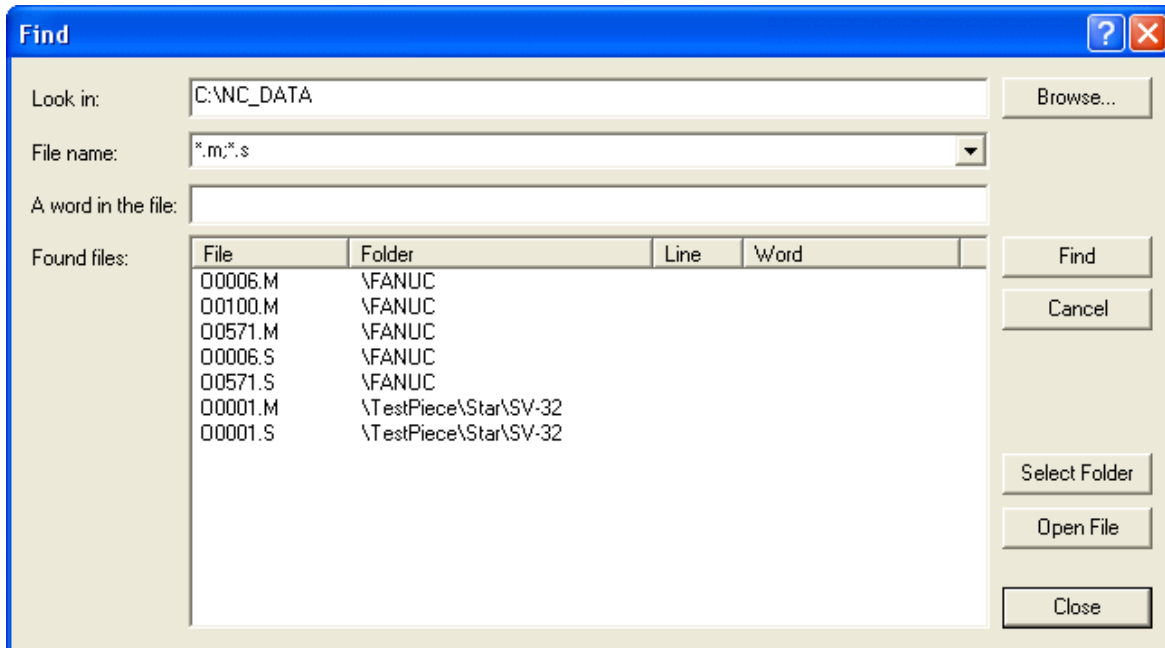 Find
Look in: C:\NC_DATA Browse...
File name: *.m;*.s
A word in the file:
Found files: File Folder Line Word Find
O0006.M \FANUC
O0100.M \FANUC Cancel
O0571.M \FANUC
O0006.S \FANUC
O0571.S \FANUC
O0001.M \TestPiece\Star\SV-32
O0001.S \TestPiece\Star\SV-32
Select Folder
Open File
Close